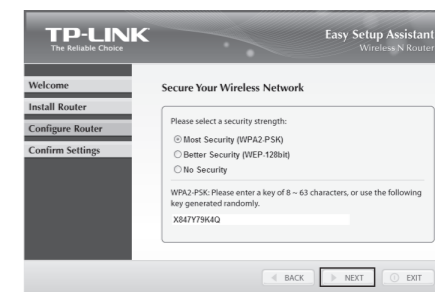 TP-LINK
The Reliable Choice
Easy Setup Assistant
Wireless N Router
Welcome
Install Router
Configure Router
Confirm Settings
Secure Your Wireless Network
Please select a security strength:
Most Security (WPA2-PSK)
Better Security (WEP-128bit)
No Security
WPA2-PSK: Please enter a key of 8 ~ 63 characters, or use the following
key generated randomly.
X847Y79K4Q
BACK
NEXT
EXIT